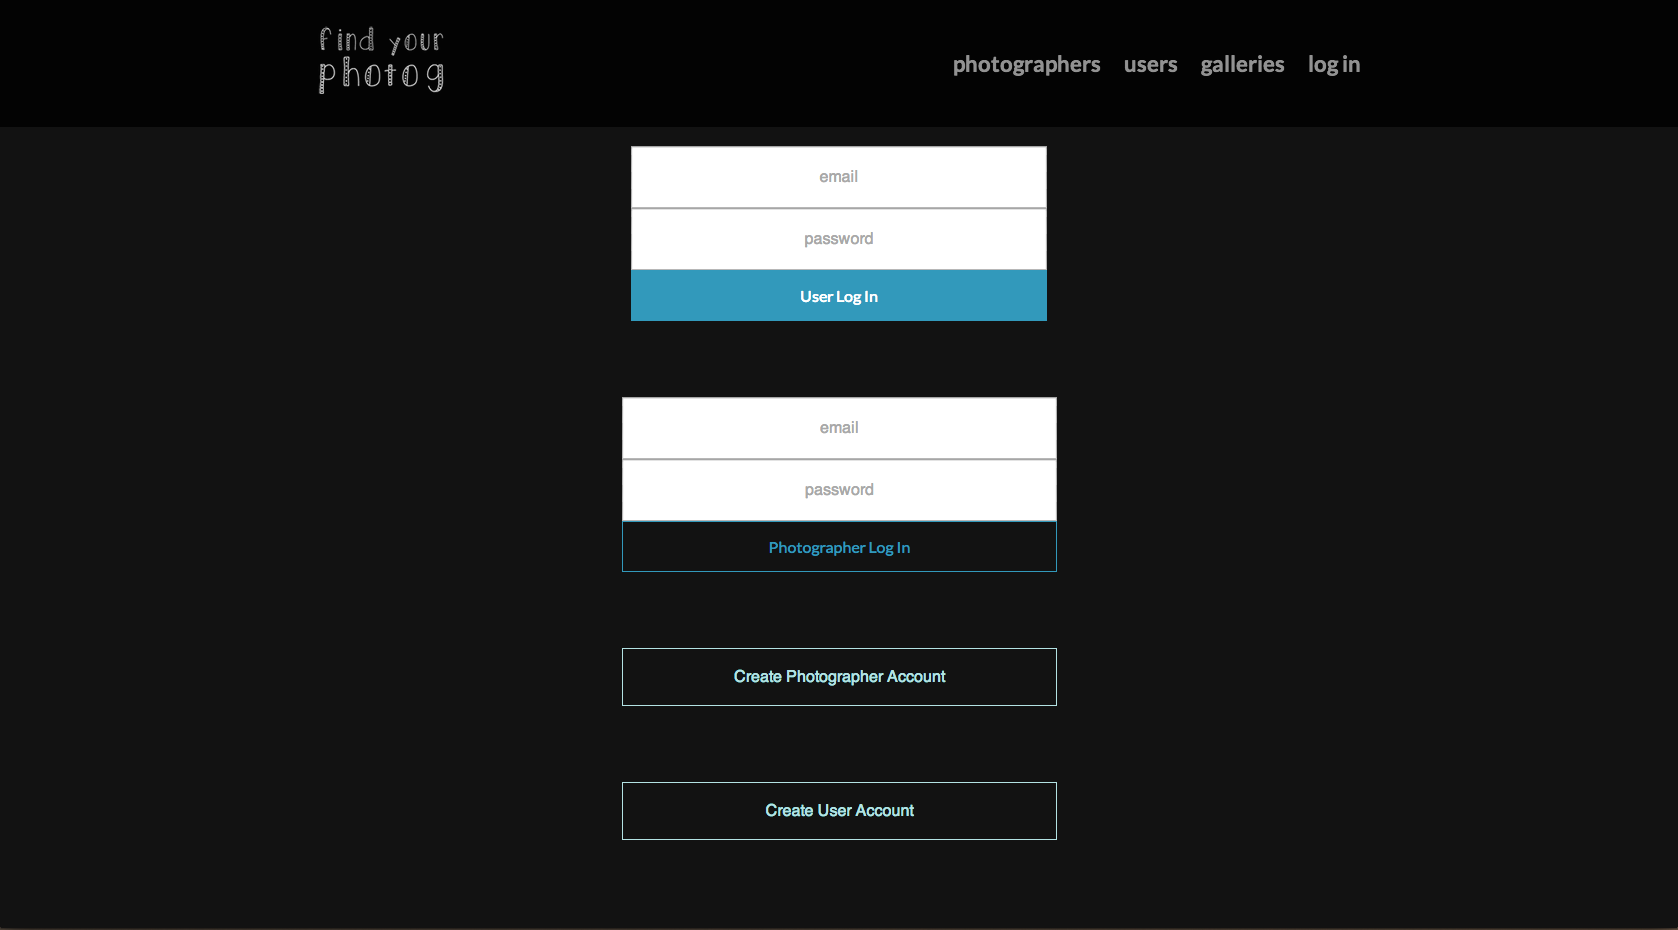 find your
photog
photographers users galleries log in
email
password
User Log In
email
password
Photographer Log In
Create Photographer Account
Create User Account